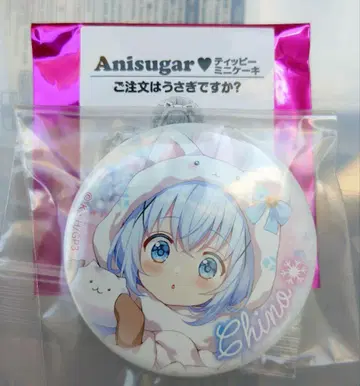 Anisugar♥ティッピー
ミニケーキ
ご注文はうさぎですか?
Chino